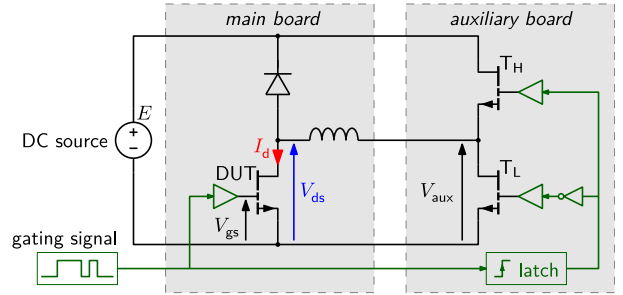 main board
auxiliary board
E
DC source
T_H
I_d
DUT
V_ds
V_gs
V_aux
T_L
gating signal
latch